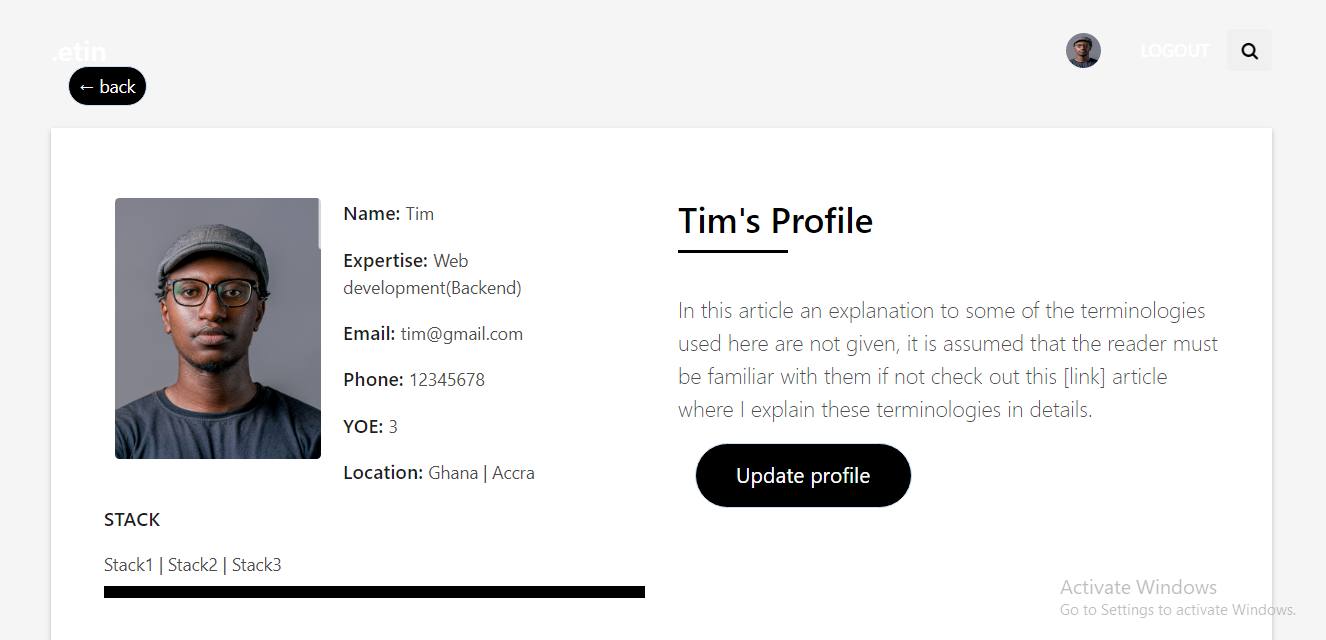 .etin
LOGOUT
← back
Name: Tim
Expertise: Web
development(Backend)
Email: tim@gmail.com
Phone: 12345678
YOE: 3
Location: Ghana | Accra
STACK
Stack1 | Stack2 | Stack3
Tim's Profile
In this article an explanation to some of the terminologies
used here are not given, it is assumed that the reader must
be familiar with them if not check out this [link] article
where I explain these terminologies in details.
Update profile
Activate Windows
Go to Settings to activate Windows.